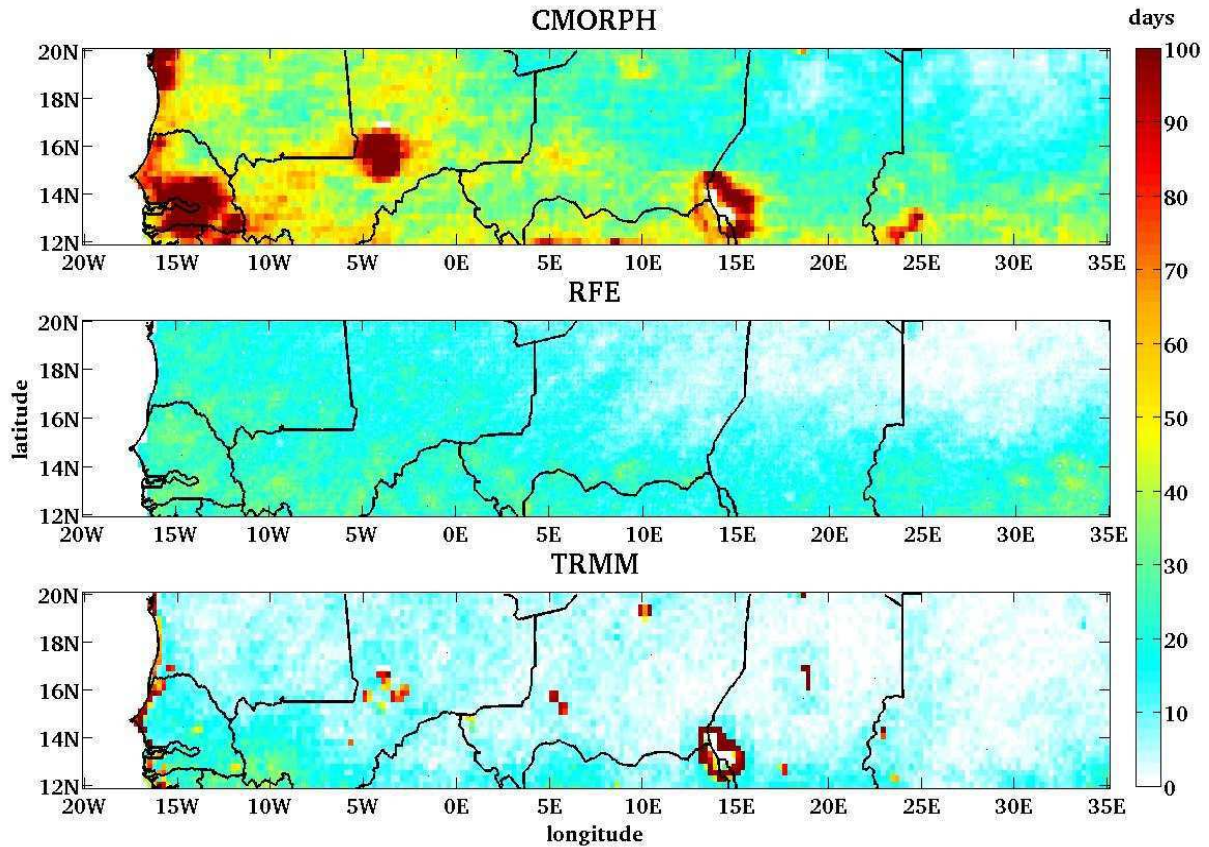 CMORPH
days
20N
18N
16N
14N
12N
20W 15W 10W 5W 0E 5E 10E 15E 20E 25E 30E 35E
RFE
20N
18N
16N
14N
12N
20W 15W 10W 5W 0E 5E 10E 15E 20E 25E 30E 35E
latitude
TRMM
20N
18N
16N
14N
12N
20W 15W 10W 5W 0E 5E 10E 15E 20E 25E 30E 35E
longitude
100
90
80
70
60
50
40
30
20
10
0